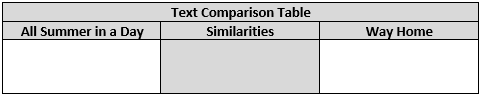 Text Comparison Table
All Summer in a Day Similarities Way Home